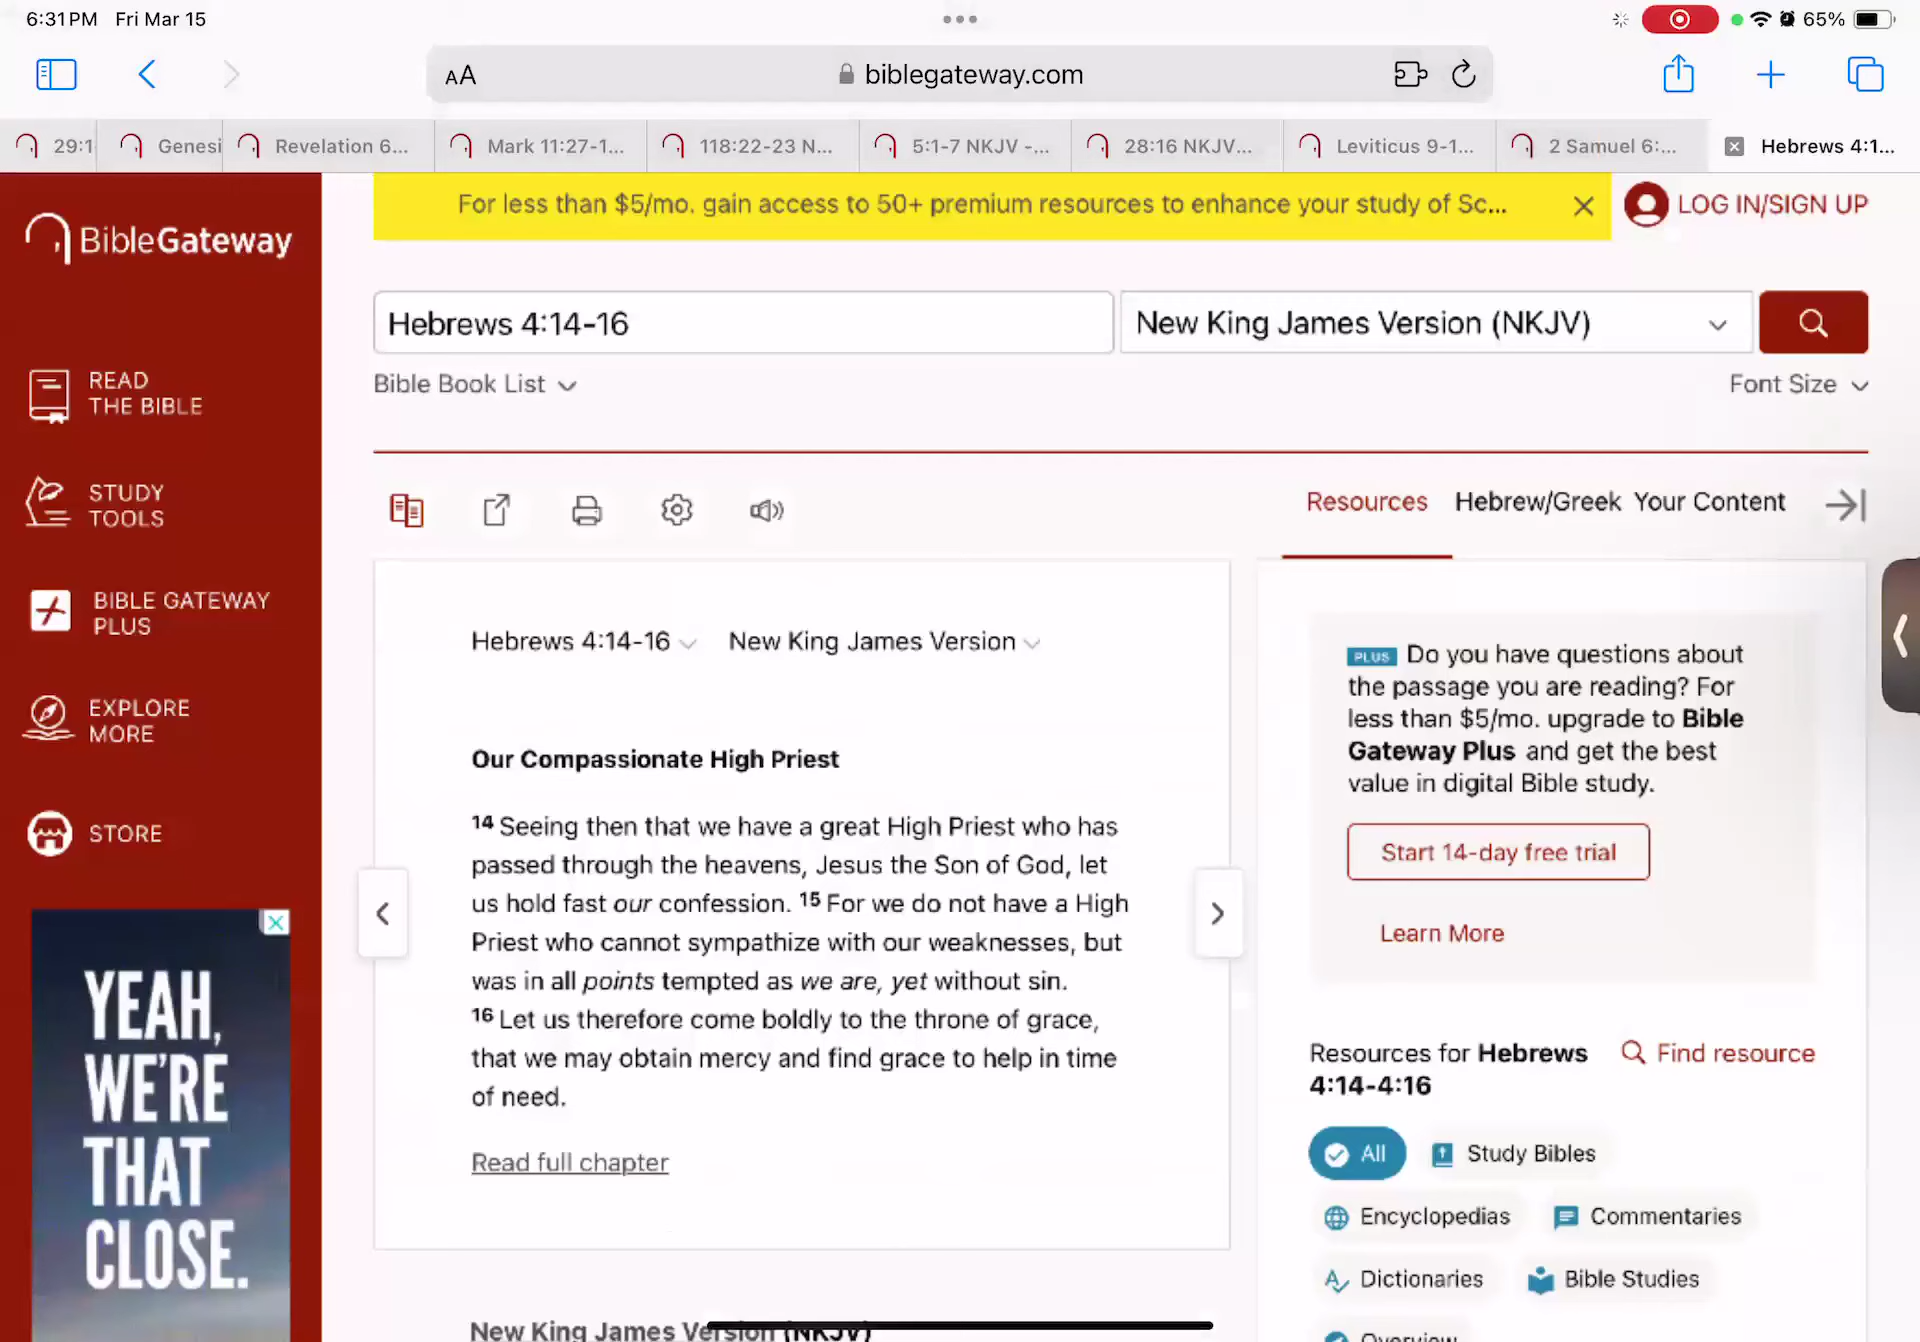 6:31 PM Fri Mar 15
65%
AA biblegateway.com
29:1 Genesi Revelation 6... Mark 11:27-1... 118:22-23 N... 5:1-7 NKJV -... 28:16 NKJV... Leviticus 9-1... 2 Samuel 6:... Hebrews 4:1...
For less than $5/mo. gain access to 50+ premium resources to enhance your study of Sc...
LOG IN/SIGN UP
BibleGateway
Hebrews 4:14-16
New King James Version (NKJV)
Bible Book List
Font Size
READ
THE BIBLE
STUDY
TOOLS
BIBLE GATEWAY
PLUS
EXPLORE
MORE
STORE
YEAH,
WE'RE
THAT
CLOSE.
Resources Hebrew/Greek Your Content
Hebrews 4:14-16 New King James Version
Our Compassionate High Priest
14 Seeing then that we have a great High Priest who has
passed through the heavens, Jesus the Son of God, let
us hold fast our confession. 15 For we do not have a High
Priest who cannot sympathize with our weaknesses, but
was in all points tempted as we are, yet without sin.
16 Let us therefore come boldly to the throne of grace,
that we may obtain mercy and find grace to help in time
of need.
Read full chapter
New King James Version (NKJV)
PLUS Do you have questions about
the passage you are reading? For
less than $5/mo. upgrade to Bible
Gateway Plus and get the best
value in digital Bible study.
Start 14-day free trial
Learn More
Resources for Hebrews
4:14-4:16
Find resource
All Study Bibles
Encyclopedias Commentaries
Dictionaries Bible Studies
Overview